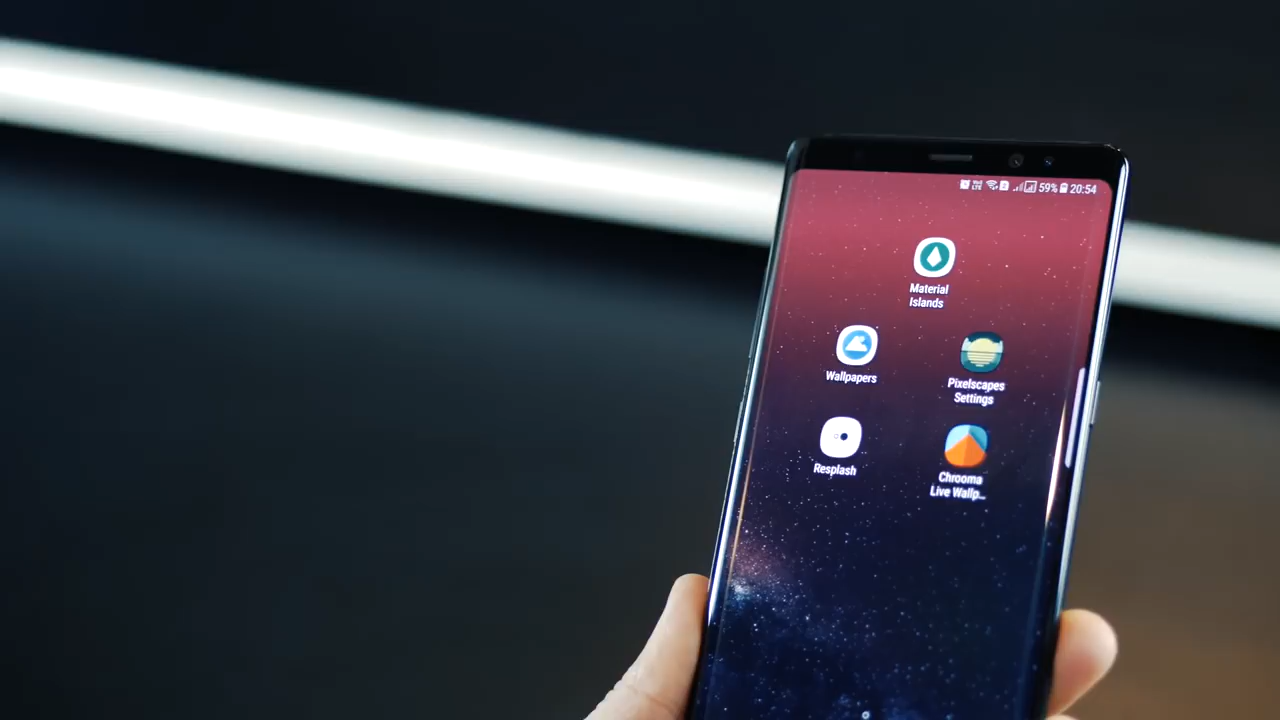 59% 20:54
Material
Islands
Wallpapers
Pixelscapes
Settings
Resplash
Chrooma
Live Wallp...